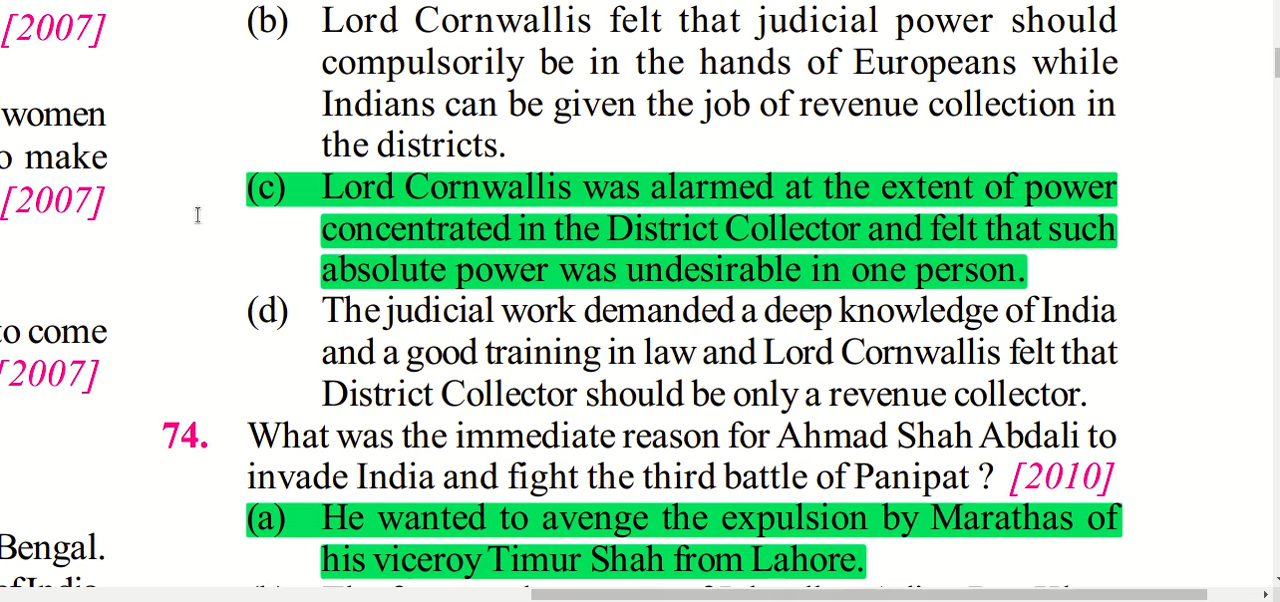 [2007]
women
o make
[2007]
to come
[2007]
Bengal.
(b) Lord Cornwallis felt that judicial power should
compulsorily be in the hands of Europeans while
Indians can be given the job of revenue collection in
the districts.
(c) Lord Cornwallis was alarmed at the extent of power
concentrated in the District Collector and felt that such
absolute power was undesirable in one person.
(d) The judicial work demanded a deep knowledge of India
and a good training in law and Lord Cornwallis felt that
District Collector should be only a revenue collector.
74. What was the immediate reason for Ahmad Shah Abdali to
invade India and fight the third battle of Panipat ? [2010]
(a) He wanted to avenge the expulsion by Marathas of
his viceroy Timur Shah from Lahore.